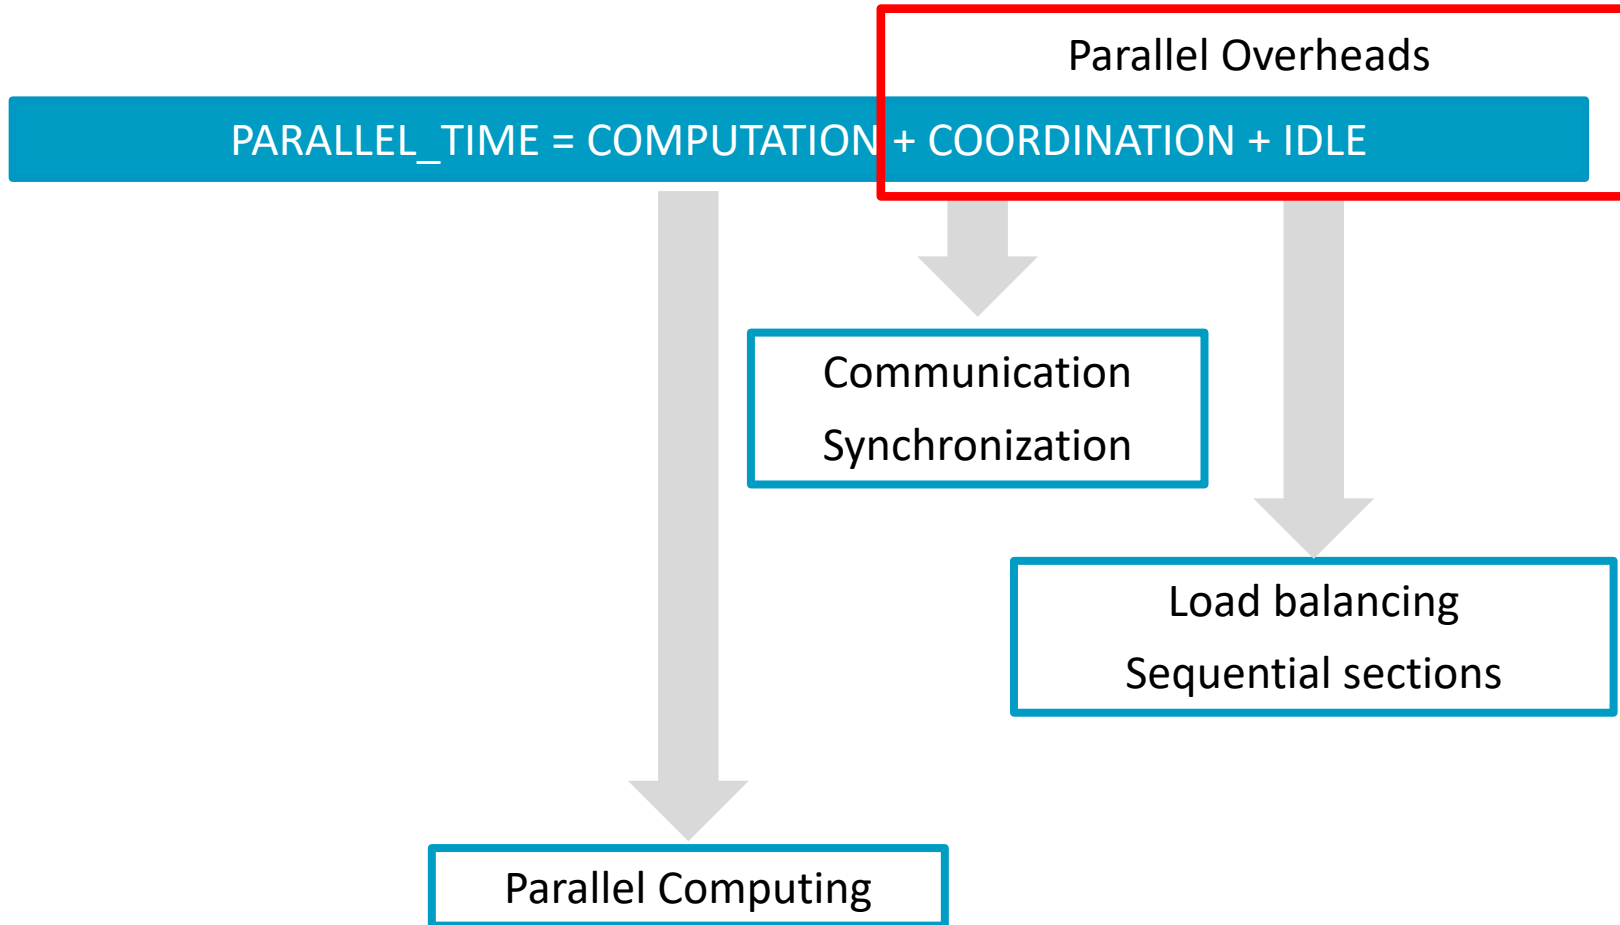 Parallel Overheads
PARALLEL_TIME = COMPUTATION + COORDINATION + IDLE
Communication
Synchronization
Load balancing
Sequential sections
Parallel Computing